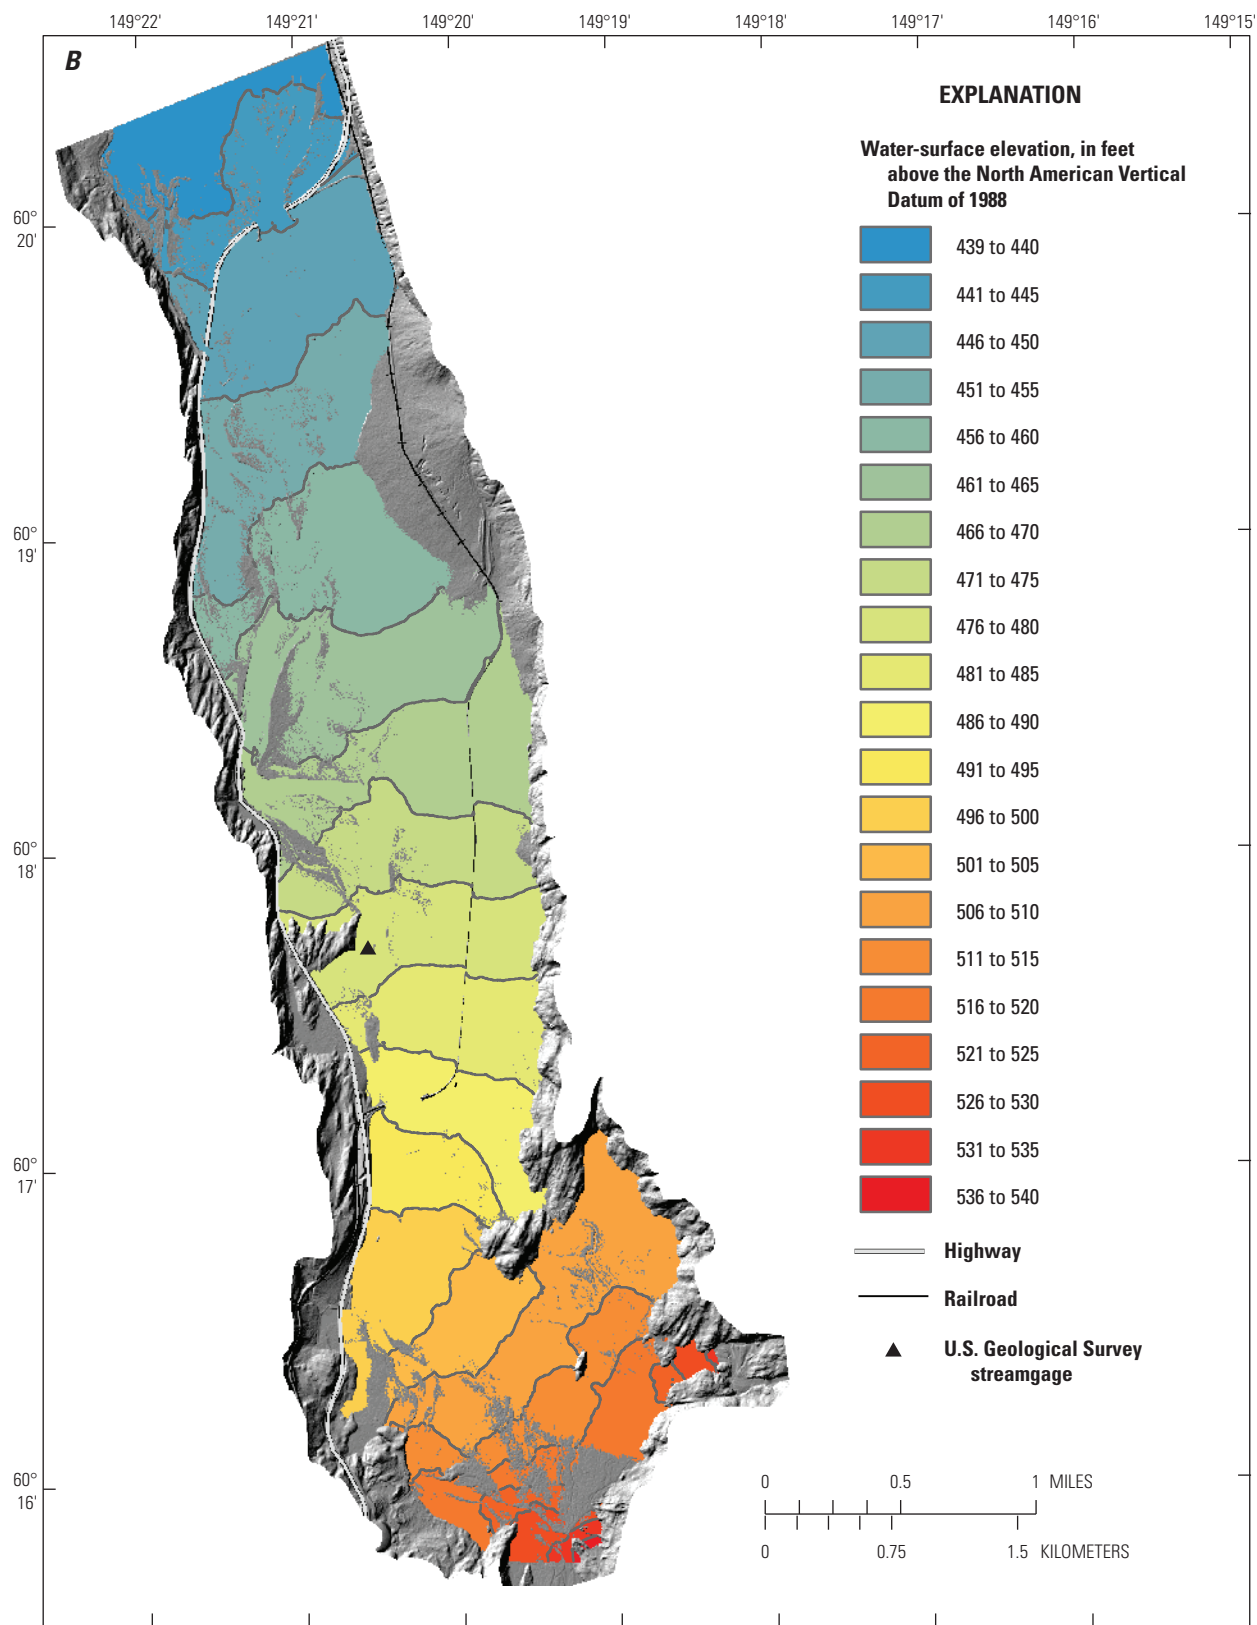 149°22' 149°21' 149°20' 149°19' 149°18' 149°17' 149°16' 149°15'
B
60°
20'
60°
19'
60°
18'
60°
17'
60°
16'
EXPLANATION
Water-surface elevation, in feet
above the North American Vertical
Datum of 1988
439 to 440
441 to 445
446 to 450
451 to 455
456 to 460
461 to 465
466 to 470
471 to 475
476 to 480
481 to 485
486 to 490
491 to 495
496 to 500
501 to 505
506 to 510
511 to 515
516 to 520
521 to 525
526 to 530
531 to 535
536 to 540
Highway
Railroad
U.S. Geological Survey
streamgage
0 0.5 1 MILES
0 0.75 1.5 KILOMETERS